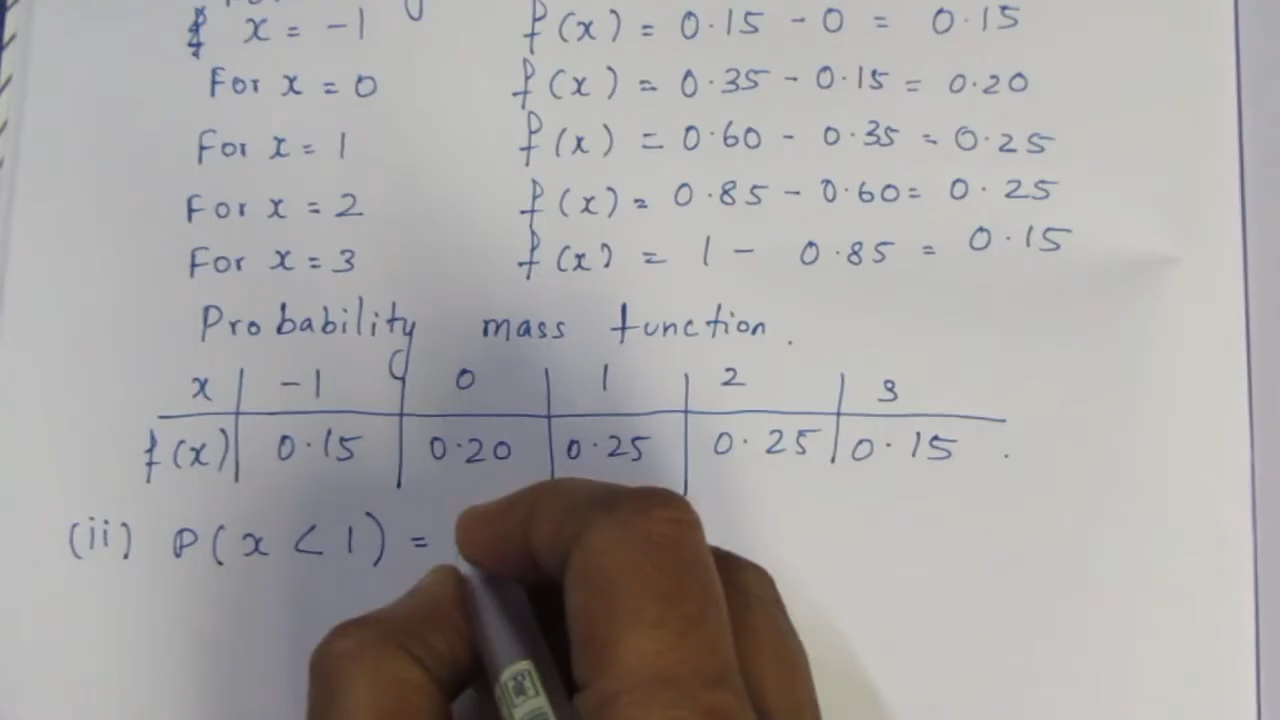 x = -1 f(x) = 0.15 - 0 = 0.15
For x = 0 f(x) = 0.35 - 0.15 = 0.20
For x = 1 f(x) = 0.60 - 0.35 = 0.25
For x = 2 f(x) = 0.85 - 0.60 = 0.25
For x = 3 f(x) = 1 - 0.85 = 0.15
Probability mass function.
x -1 0 1 2 3
f(x) 0.15 0.20 0.25 0.25 0.15 .
(ii) P(x < 1) =